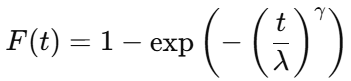 F(t) = 1 − exp(−(t/λ)^γ)